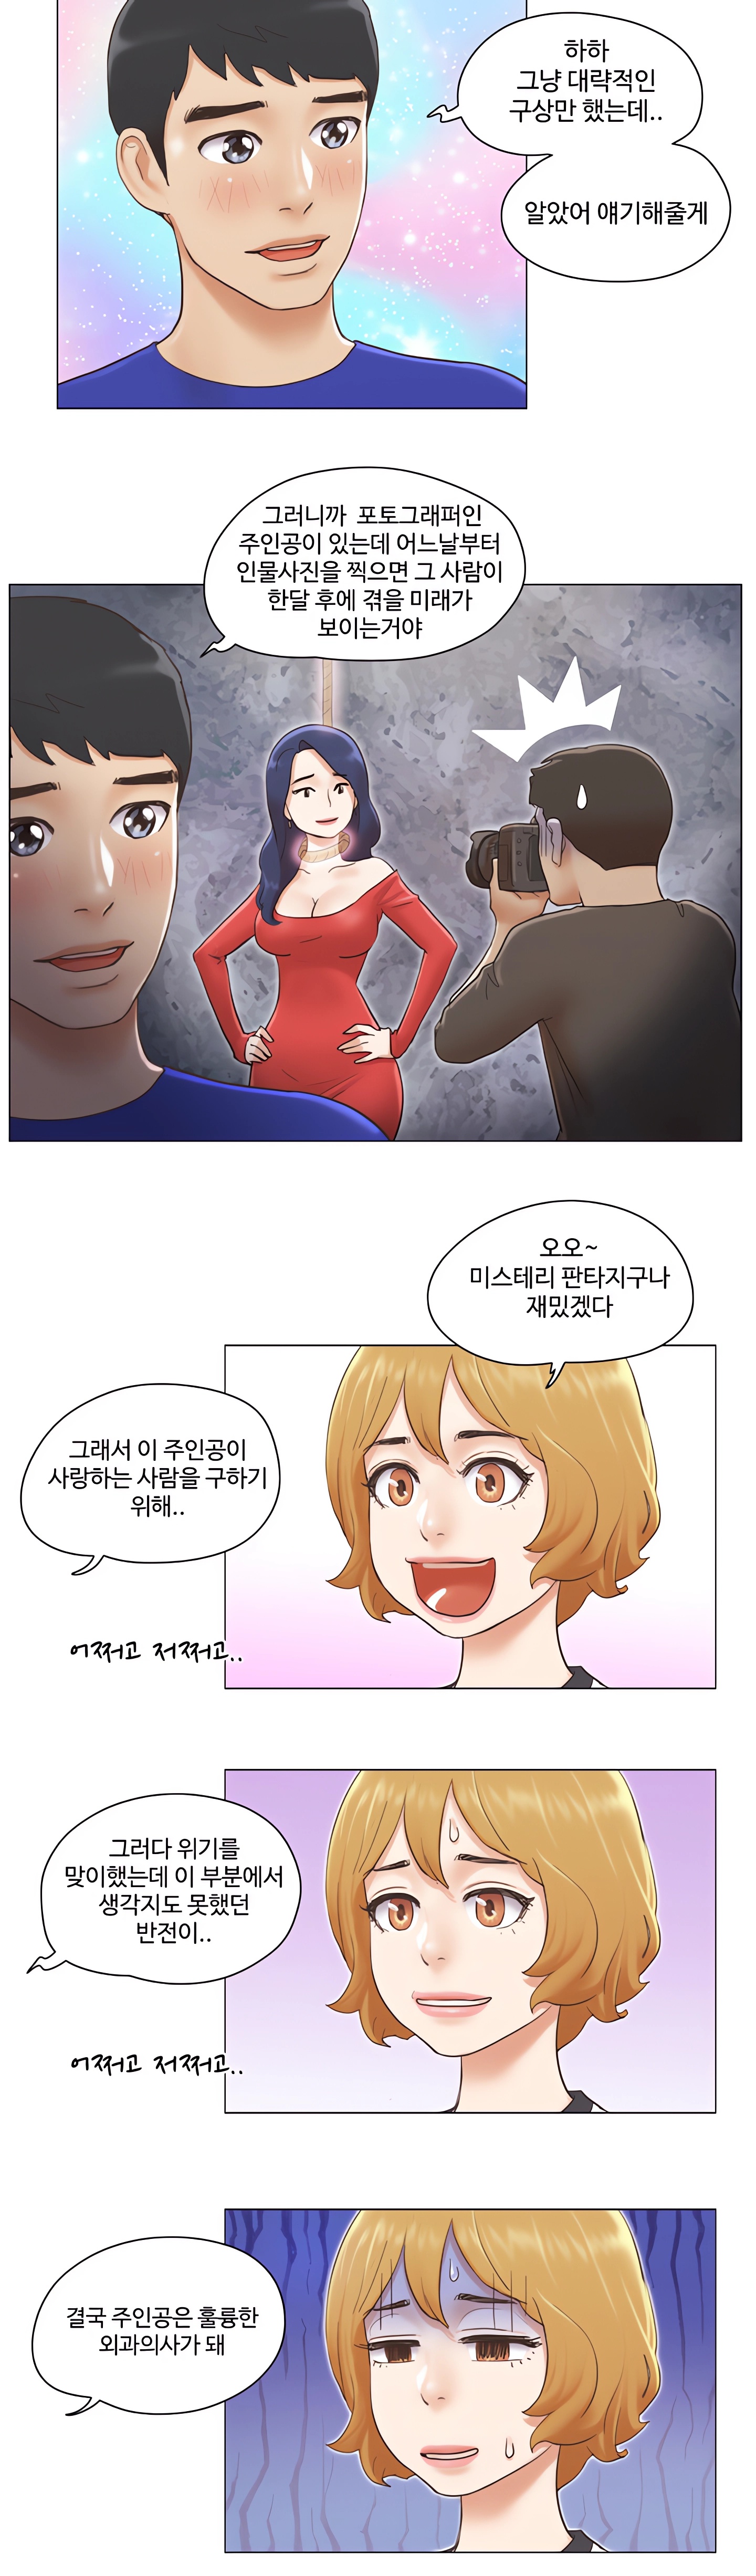 하하
그냥 대략적인
구상만 했는데..
알았어 얘기해줄게
그러니까 포토그래퍼인
주인공이 있는데 어느날부터
인물사진을 찍으면 그 사람이
한달 후에 겪을 미래가
보이는거야
오오~
미스테리 판타지구나
재밌겠다
그래서 이 주인공이
사랑하는 사람을 구하기
위해..
어쩌고 저쩌고..
그러다 위기를
맞이했는데 이 부분에서
생각지도 못했던
반전이..
어쩌고 저쩌고..
결국 주인공은 훌륭한
외과의사가 돼